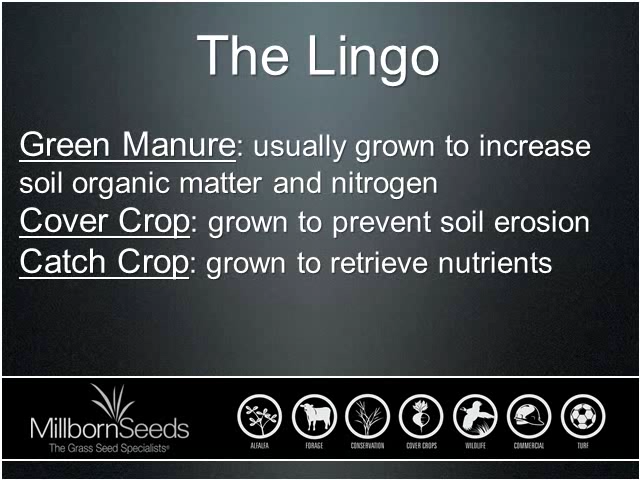 The Lingo
Green Manure: usually grown to increase
soil organic matter and nitrogen
Cover Crop: grown to prevent soil erosion
Catch Crop: grown to retrieve nutrients
MillbornSeeds
The Grass Seed Specialists®
ALFALFA FORAGE CONSERVATION COVER CROPS WILDLIFE COMMERCIAL TURF